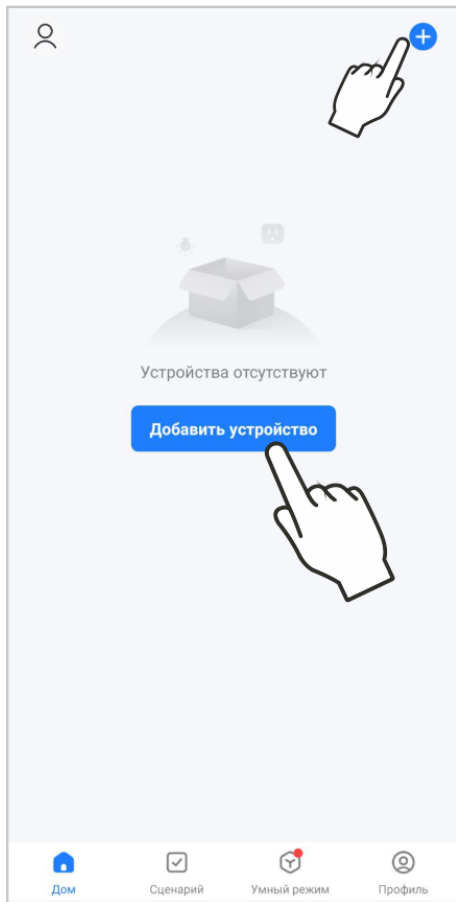 Устройства отсутствуют
Добавить устройство
Дом
Сценарий
Умный режим
Профиль